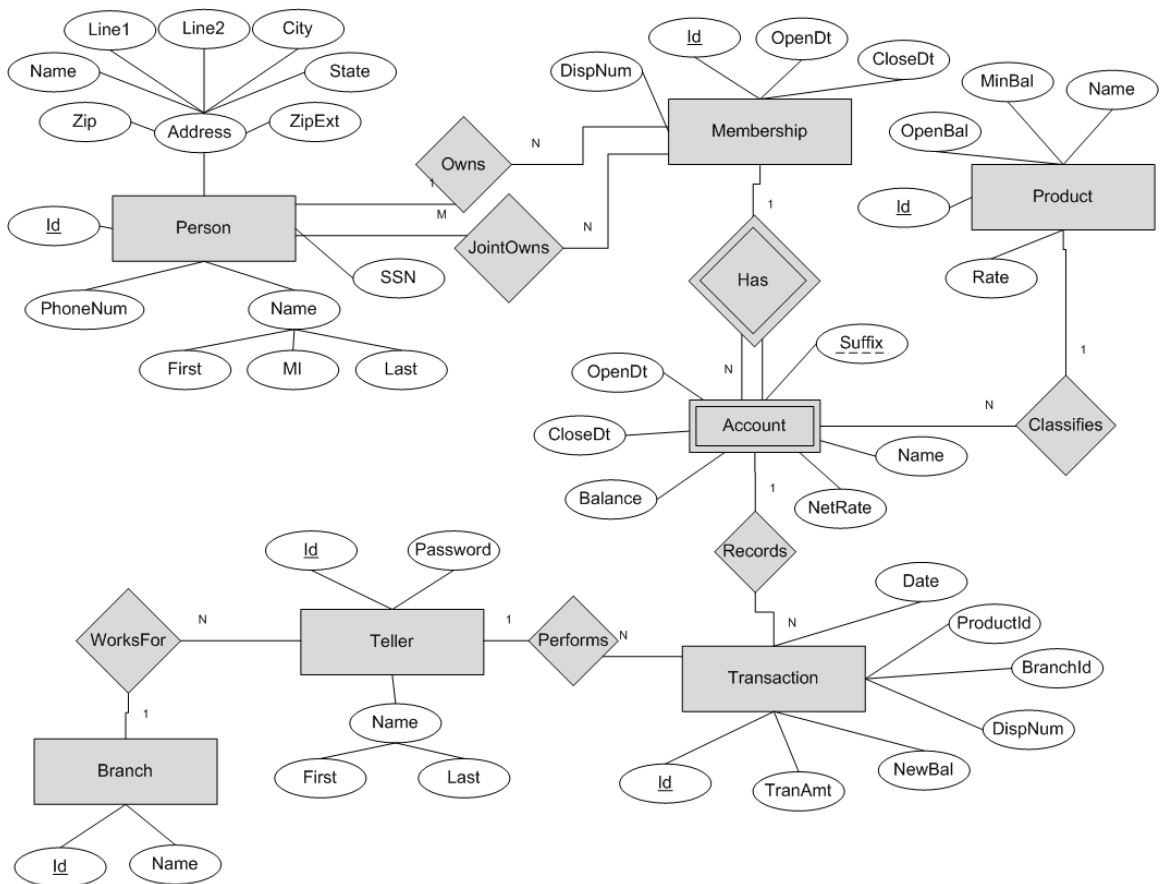 Line1
Line2
City
Name
State
Zip
Address
ZipExt
Id
Person
SSN
PhoneNum
Name
First
MI
Last
Owns
N
1
M
JointOwns
N
DispNum
Id
OpenDt
CloseDt
Membership
1
Has
N
MinBal
Name
OpenBal
Id
Product
Rate
1
Classifies
N
Suffix
OpenDt
CloseDt
Account
Name
Balance
NetRate
1
Records
N
Id
Password
WorksFor
N
Teller
1
Performs
N
Name
First
Last
1
Branch
Id
Name
Date
ProductId
BranchId
Transaction
DispNum
Id
TranAmt
NewBal